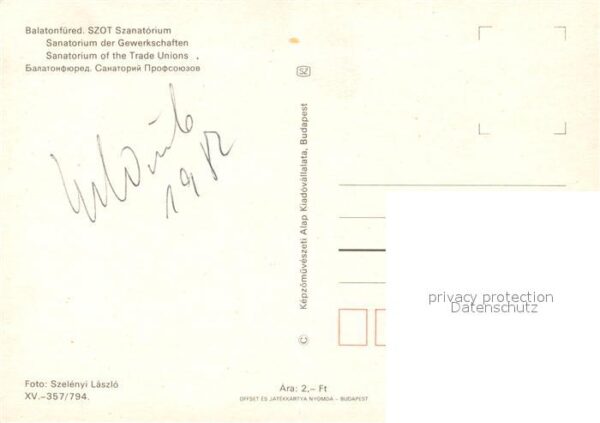 Balatonfüred. SZOT Szanatórium
Sanatorium der Gewerkschaften
Sanatorium of the Trade Unions
Балатонфюред. Санаторий Профсоюзов
1982
SZ
© Képzőművészeti Alap Kiadóvállalata, Budapest
privacy protection
Datenschutz
Foto: Szelényi László
XV.–357/794.
Ára: 2,– Ft
OFFSET ÉS JÁTÉKKÁRTYA NYOMDA – BUDAPEST